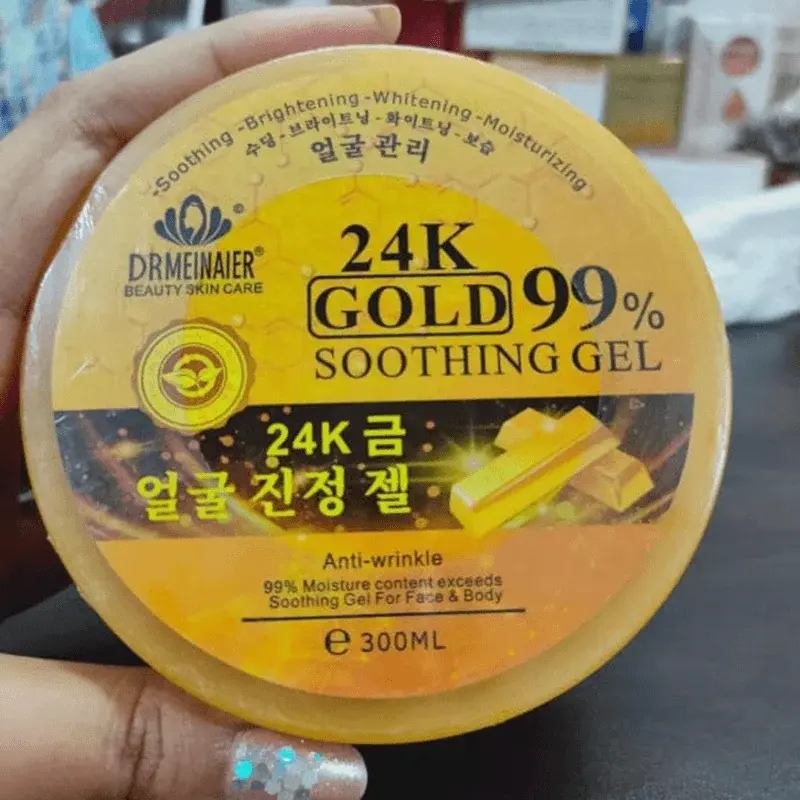 -Soothing -Brightening -Whitening -Moisturizing
수딩 -브라이트닝 -화이트닝 -보습
얼굴 관리
DRMEINAIER®
BEAUTY SKIN CARE
24K
GOLD 99%
SOOTHING GEL
24K 금
얼굴 진정 젤
Anti-wrinkle
99% Moisture content exceeds
Soothing Gel For Face & Body
℮ 300ML